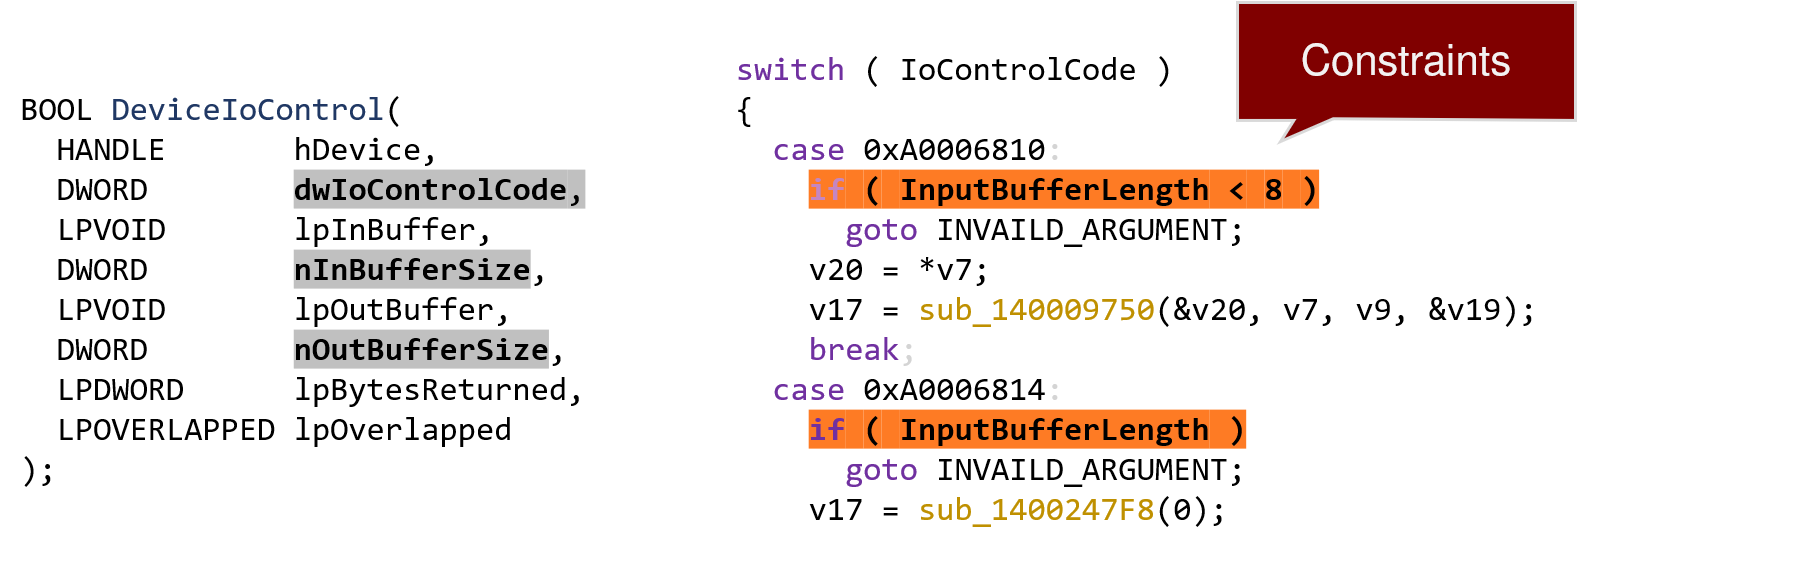 BOOL DeviceIoControl(
  HANDLE       hDevice,
  DWORD        dwIoControlCode,
  LPVOID       lpInBuffer,
  DWORD        nInBufferSize,
  LPVOID       lpOutBuffer,
  DWORD        nOutBufferSize,
  LPDWORD      lpBytesReturned,
  LPOVERLAPPED lpOverlapped
);
Constraints
switch ( IoControlCode )
{
  case 0xA0006810:
    if ( InputBufferLength < 8 )
      goto INVAILD_ARGUMENT;
    v20 = *v7;
    v17 = sub_140009750(&v20, v7, v9, &v19);
    break;
  case 0xA0006814:
    if ( InputBufferLength )
      goto INVAILD_ARGUMENT;
    v17 = sub_1400247F8(0);